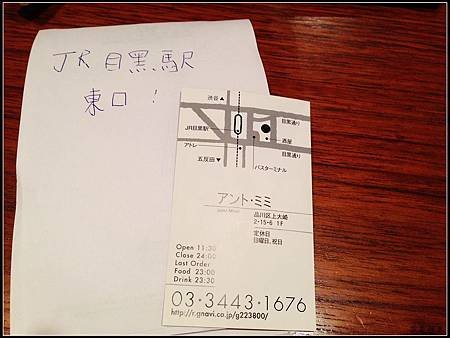 JR目黒駅
東口！
渋谷▲
目黒通り
JR目黒駅
酒屋
アトレ
目黒通り
五反田▼
バスターミナル
アント・ミミ
品川区上大崎
2-15-6 1F
定休日
日曜日,祝日
Open 11:30
Close 24:00
Last Order
Food 23:00
Drink 23:30
03・3443・1676
http://r.gnavi.co.jp/g223800/